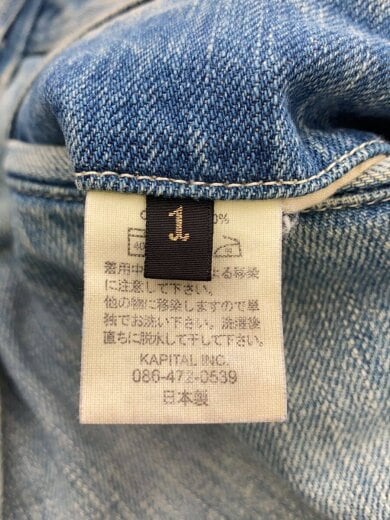 1
0%
40
着用中
よる移染
に注意して下さい。
他の物に移染しますので単
独でお洗い下さい。洗濯後
直ちに脱水して干して下さい。
KAPITAL INC.
086-472-0539
日本製